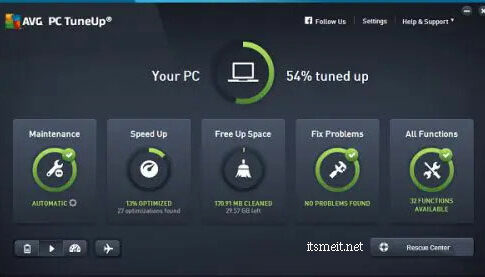 AVG PC TuneUp®
Follow Us
Settings
Help & Support
Your PC
54% tuned up
Maintenance
AUTOMATIC
Speed Up
13% OPTIMIZED
27 optimizations found
Free Up Space
170.91 MB CLEANED
29.57 GB left
Fix Problems
NO PROBLEMS FOUND
All Functions
32 FUNCTIONS
AVAILABLE
itsmeit.net
Rescue Center